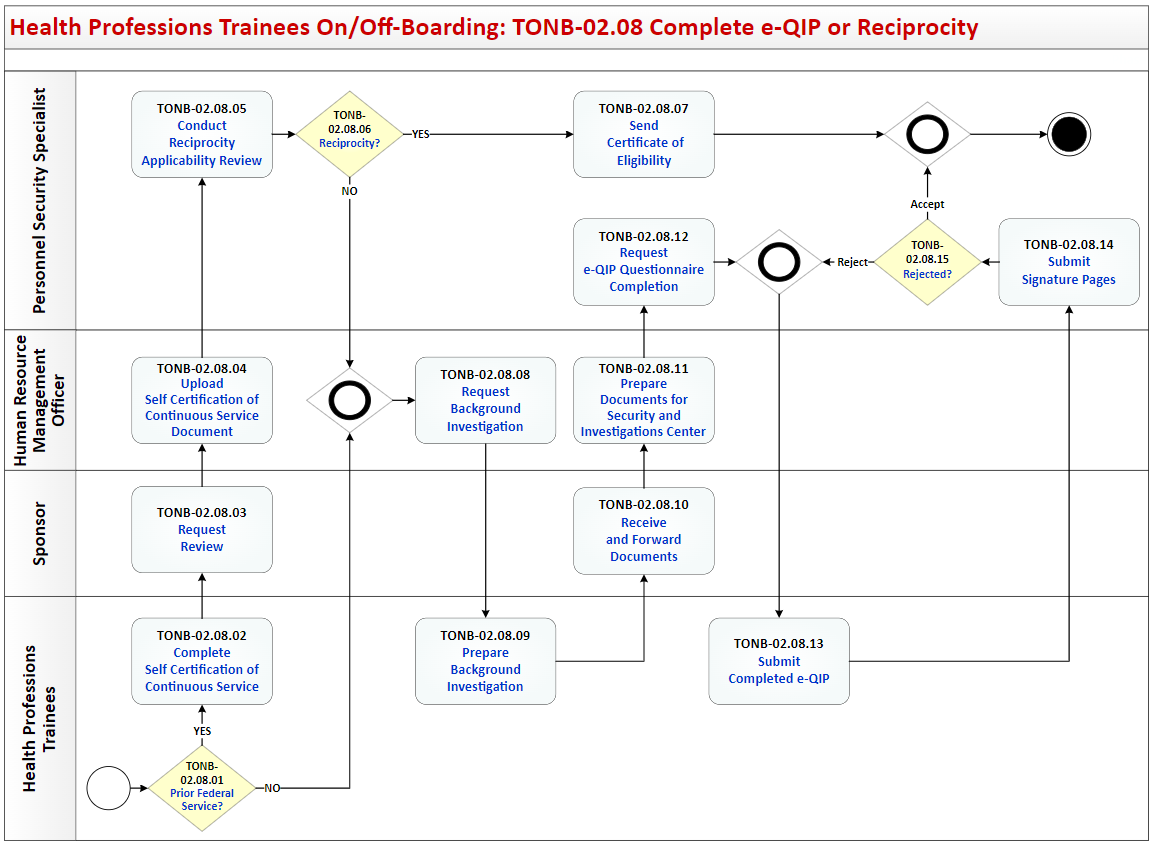 Health Professions Trainees On/Off-Boarding: TONB-02.08 Complete e-QIP or Reciprocity
Personnel Security Specialist
TONB-02.08.05
Conduct
Reciprocity
Applicability Review
TONB-
02.08.06
Reciprocity?
YES
NO
TONB-02.08.07
Send
Certificate of
Eligibility
Accept
TONB-02.08.12
Request
e-QIP Questionnaire
Completion
Reject
TONB-
02.08.15
Rejected?
TONB-02.08.14
Submit
Signature Pages
Human Resource
Management
Officer
TONB-02.08.04
Upload
Self Certification of
Continuous Service
Document
TONB-02.08.08
Request
Background
Investigation
TONB-02.08.11
Prepare
Documents for
Security and
Investigations Center
Sponsor
TONB-02.08.03
Request
Review
TONB-02.08.10
Receive
and Forward
Documents
Health Professions
Trainees
TONB-02.08.02
Complete
Self Certification of
Continuous Service
TONB-02.08.09
Prepare
Background
Investigation
TONB-02.08.13
Submit
Completed e-QIP
YES
TONB-
02.08.01
Prior Federal
Service?
NO